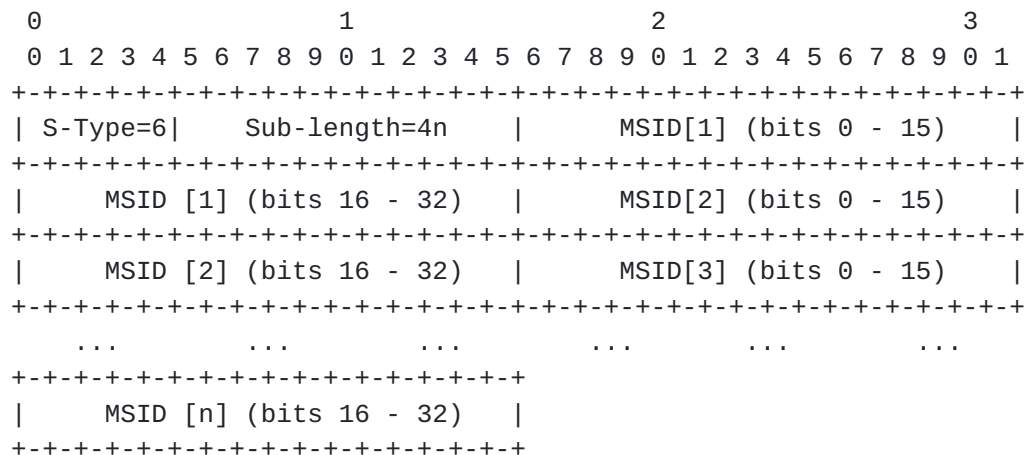 0                   1                   2                   3
 0 1 2 3 4 5 6 7 8 9 0 1 2 3 4 5 6 7 8 9 0 1 2 3 4 5 6 7 8 9 0 1
+-+-+-+-+-+-+-+-+-+-+-+-+-+-+-+-+-+-+-+-+-+-+-+-+-+-+-+-+-+-+-+-+
| S-Type=6|    Sub-length=4n    |      MSID[1] (bits 0 - 15)    |
+-+-+-+-+-+-+-+-+-+-+-+-+-+-+-+-+-+-+-+-+-+-+-+-+-+-+-+-+-+-+-+-+
|     MSID [1] (bits 16 - 32)   |      MSID[2] (bits 0 - 15)    |
+-+-+-+-+-+-+-+-+-+-+-+-+-+-+-+-+-+-+-+-+-+-+-+-+-+-+-+-+-+-+-+-+
|     MSID [2] (bits 16 - 32)   |      MSID[3] (bits 0 - 15)    |
+-+-+-+-+-+-+-+-+-+-+-+-+-+-+-+-+-+-+-+-+-+-+-+-+-+-+-+-+-+-+-+-+
    ...        ...        ...        ...       ...        ...
+-+-+-+-+-+-+-+-+-+-+-+-+-+-+-+-+
|     MSID [n] (bits 16 - 32)   |
+-+-+-+-+-+-+-+-+-+-+-+-+-+-+-+-+